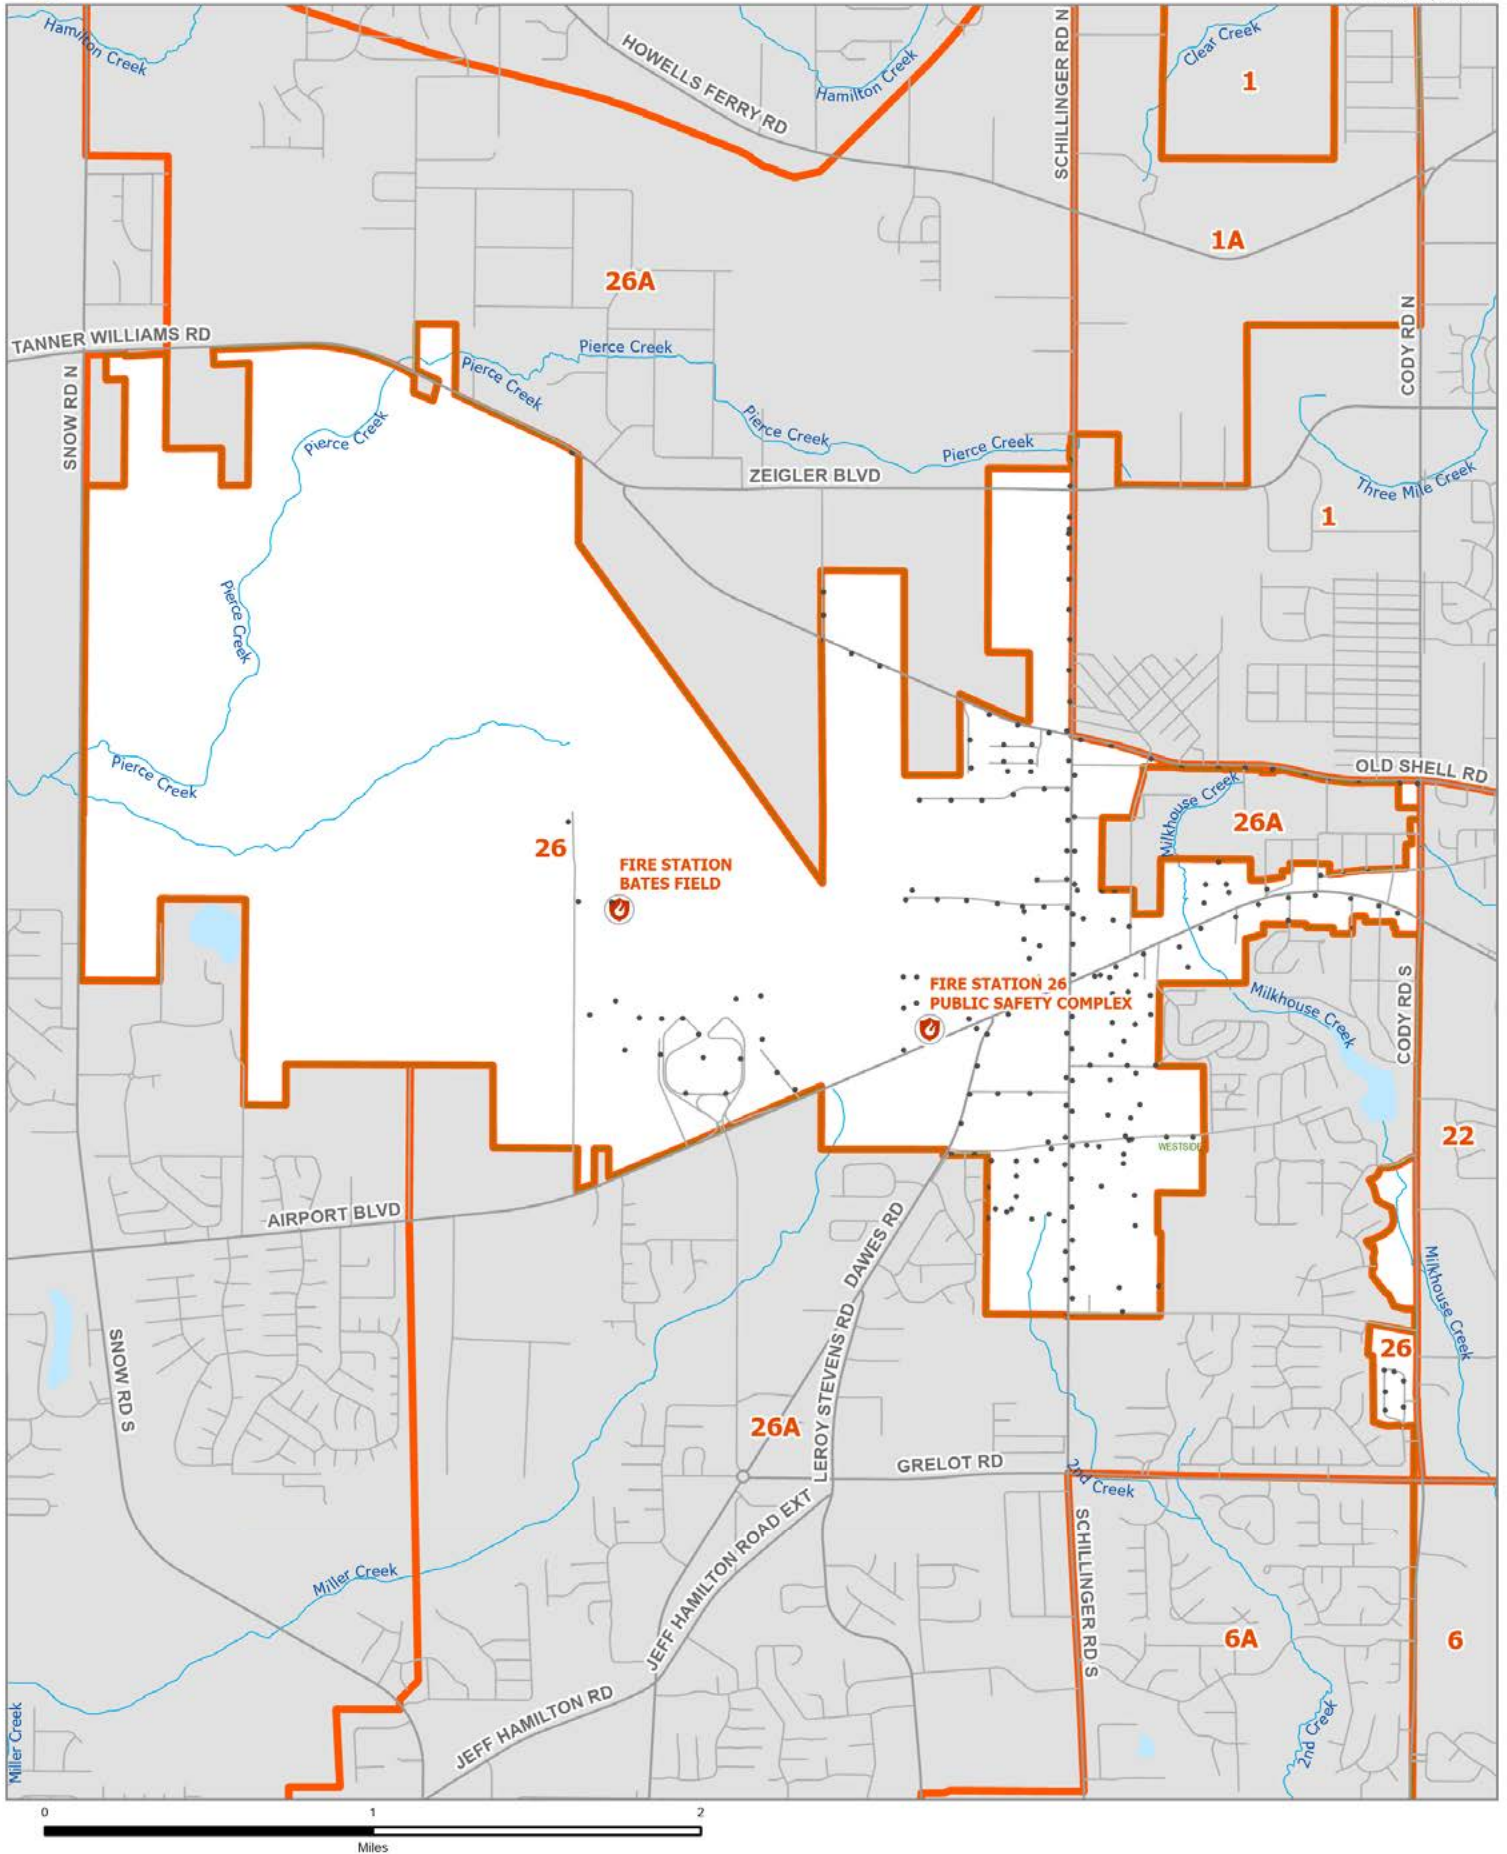 Hamilton Creek
HOWELLS FERRY RD
Hamilton Creek
SCHILLINGER RD N
Clear Creek
1
1A
26A
TANNER WILLIAMS RD
Pierce Creek
Pierce Creek
CODY RD N
SNOW RD N
Pierce Creek
Pierce Creek
Pierce Creek
ZEIGLER BLVD
Three Mile Creek
1
Pierce Creek
Pierce Creek
OLD SHELL RD
Milkhouse Creek
26A
26
FIRE STATION
BATES FIELD
FIRE STATION 26
PUBLIC SAFETY COMPLEX
Milkhouse Creek
CODY RD S
22
WESTSIDE
AIRPORT BLVD
DAWES RD
Milkhouse Creek
SNOW RD S
LEROY STEVENS RD
26
26A
GRELOT RD
2nd Creek
JEFF HAMILTON ROAD EXT
SCHILLINGER RD S
Miller Creek
6A
6
JEFF HAMILTON RD
Miller Creek
2nd Creek
0 1 2
Miles